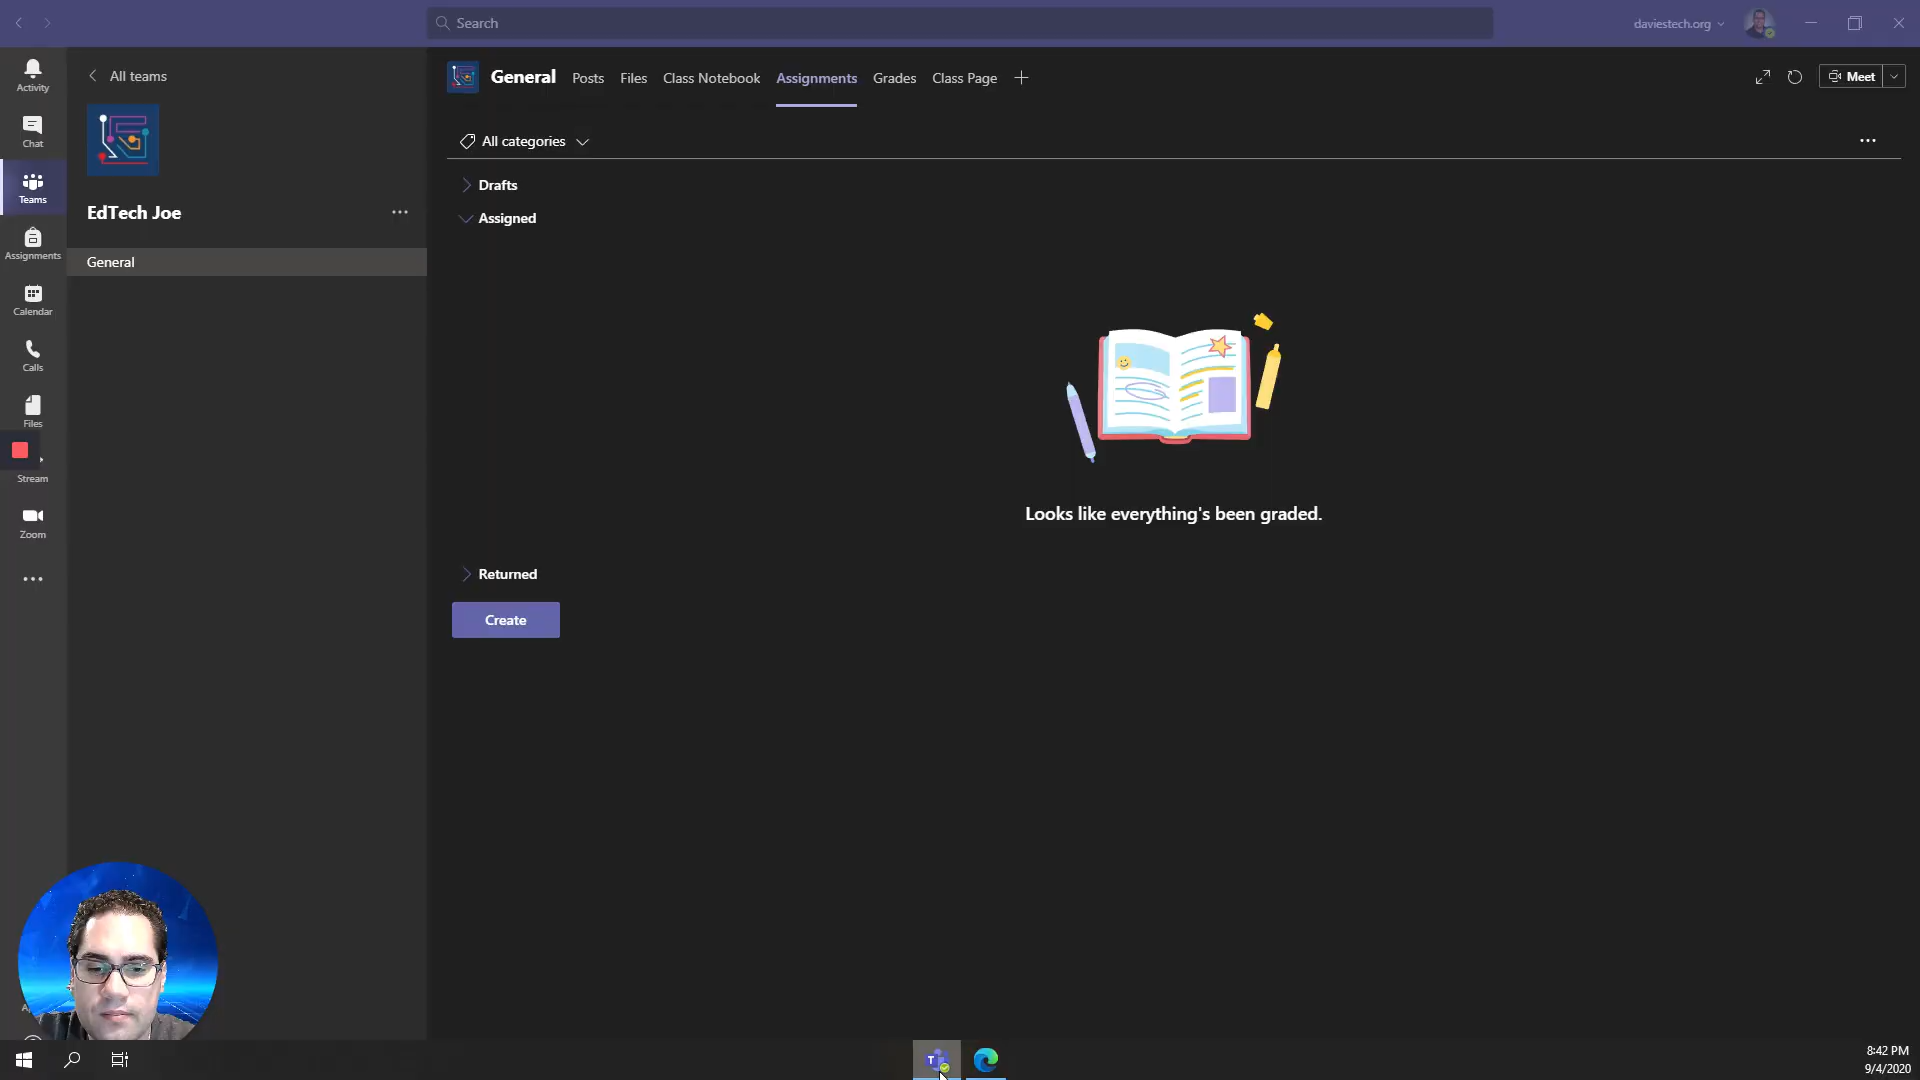 Search
daviestech.org
Activity
Chat
Teams
Assignments
Calendar
Calls
Files
Stream
Zoom
All teams
EdTech Joe
General
General
Posts
Files
Class Notebook
Assignments
Grades
Class Page
Meet
All categories
Drafts
Assigned
Looks like everything's been graded.
Returned
Create
T
8:42 PM
9/4/2020